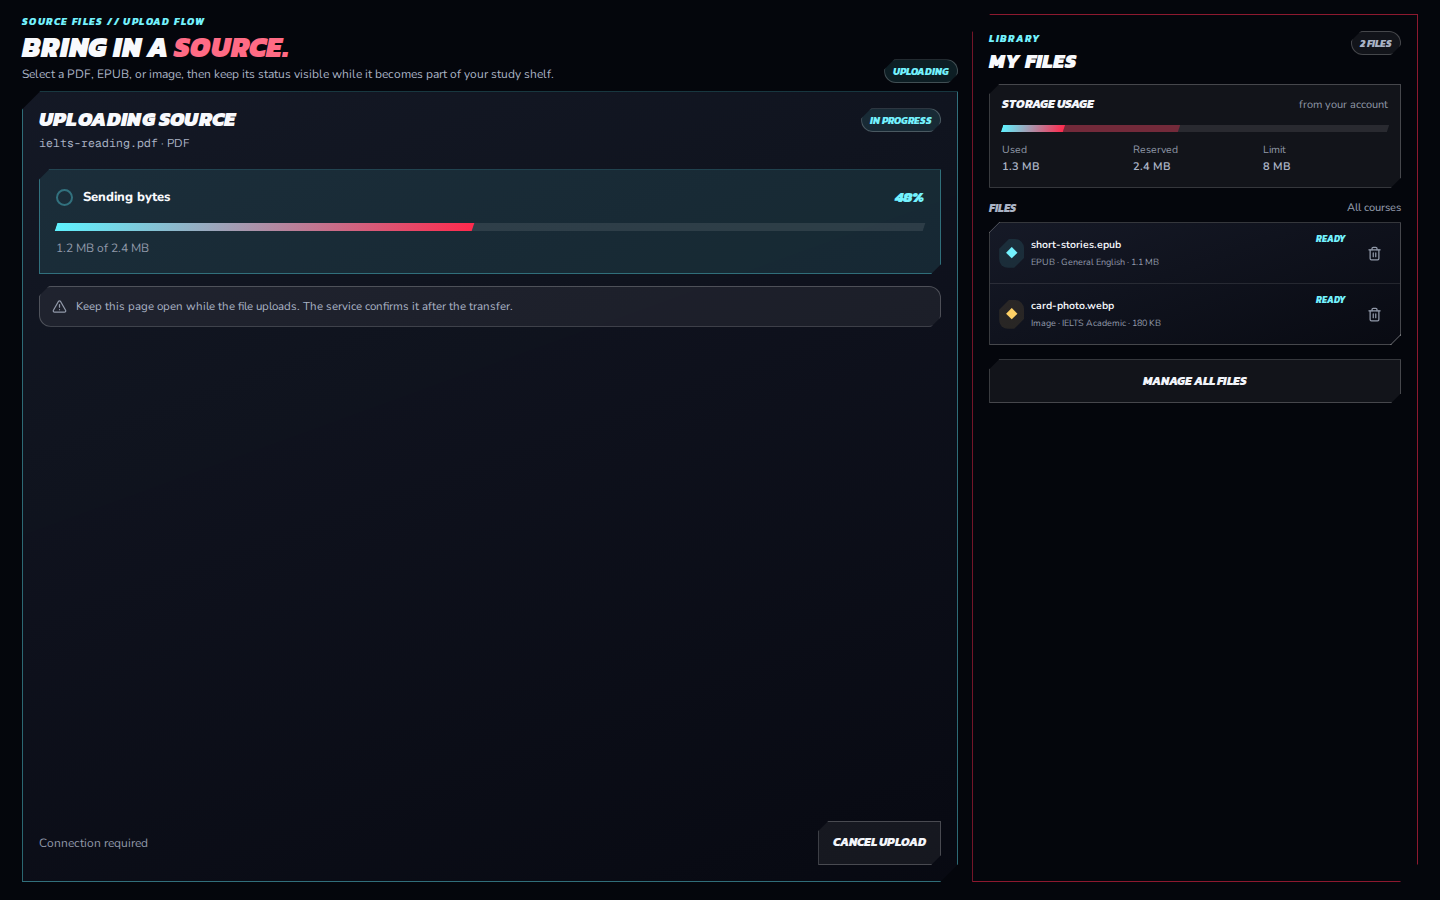 SOURCE FILES // UPLOAD FLOW
BRING IN A SOURCE.
Select a PDF, EPUB, or image, then keep its status visible while it becomes part of your study shelf.
UPLOADING
UPLOADING SOURCE
IN PROGRESS
ielts-reading.pdf · PDF
Sending bytes
1.2 MB of 2.4 MB
Keep this page open while the file uploads. The service confirms it after the transfer.
Connection required
CANCEL UPLOAD
LIBRARY
MY FILES
2 FILES
STORAGE USAGE
from your account
Used
Reserved
Limit
1.3 MB
2.4 MB
8 MB
FILES
All courses
short-stories.epub
READY
EPUB · General English · 1.1 MB
card-photo.webp
READY
Image · IELTS Academic · 180 KB
MANAGE ALL FILES